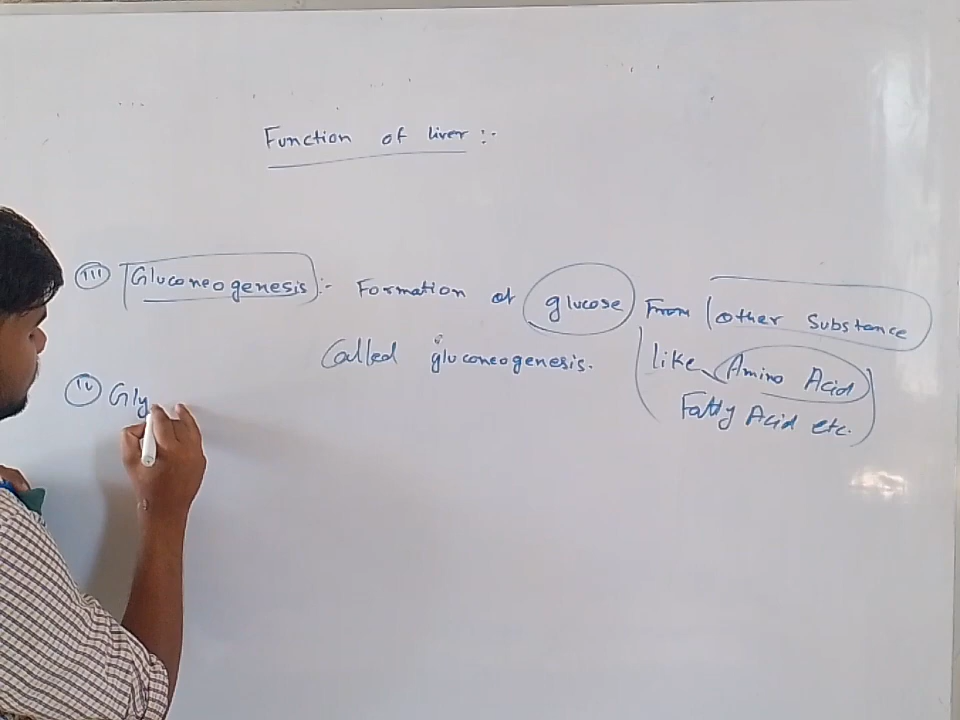 Function of liver :-
(iii) Gluconeogenesis :- Formation of glucose From (other Substance
Called gluconeogenesis. (like Amino Acid
Fatty Acid etc.)
(iv) Gly